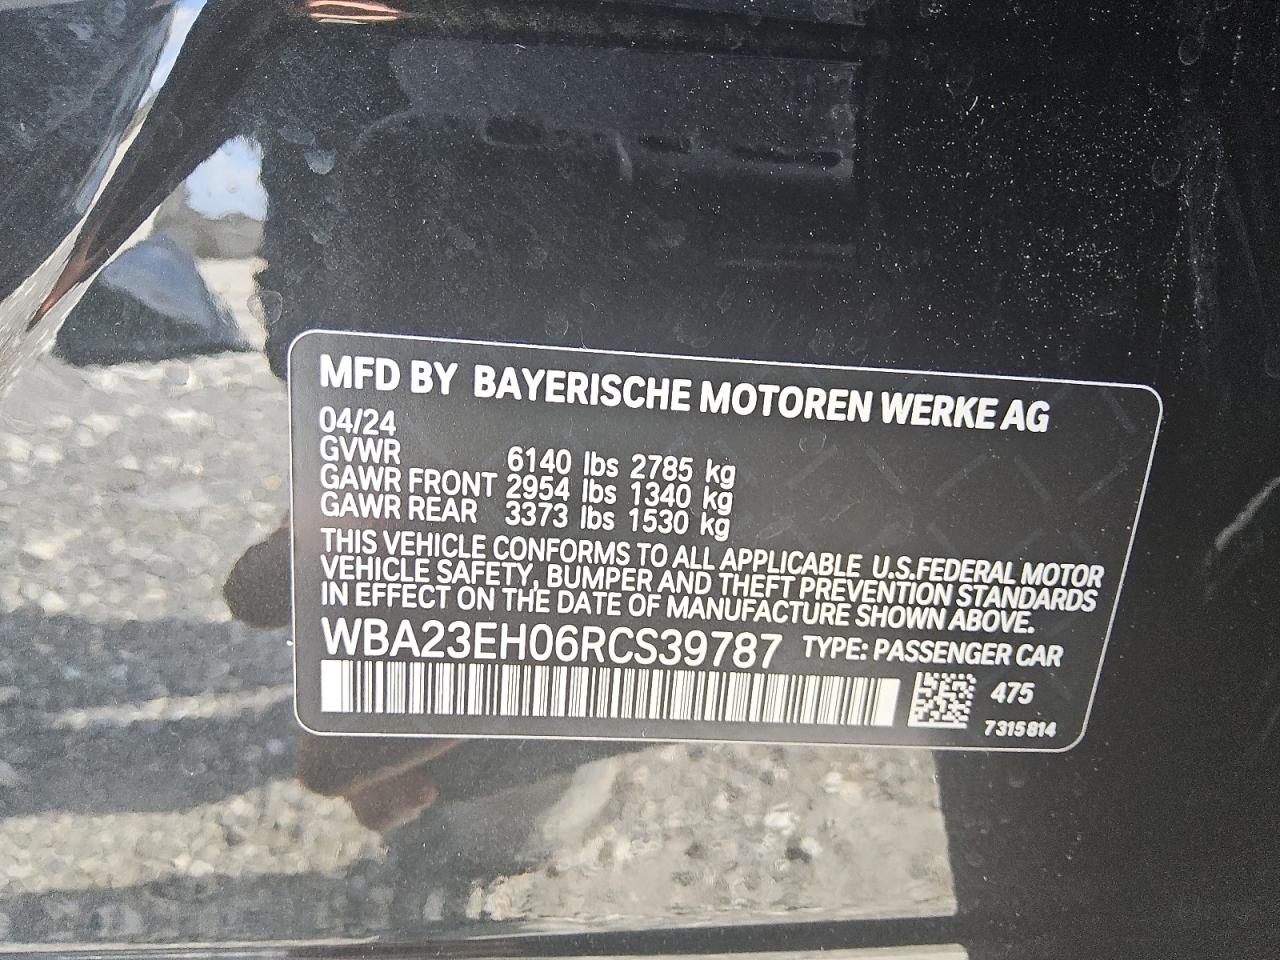 MFD BY BAYERISCHE MOTOREN WERKE AG
04/24
GVWR 6140 lbs 2785 kg
GAWR FRONT 2954 lbs 1340 kg
GAWR REAR 3373 lbs 1530 kg
THIS VEHICLE CONFORMS TO ALL APPLICABLE U.S.FEDERAL MOTOR
VEHICLE SAFETY, BUMPER AND THEFT PREVENTION STANDARDS
IN EFFECT ON THE DATE OF MANUFACTURE SHOWN ABOVE.
WBA23EH06RCS39787 TYPE: PASSENGER CAR
475
7315814